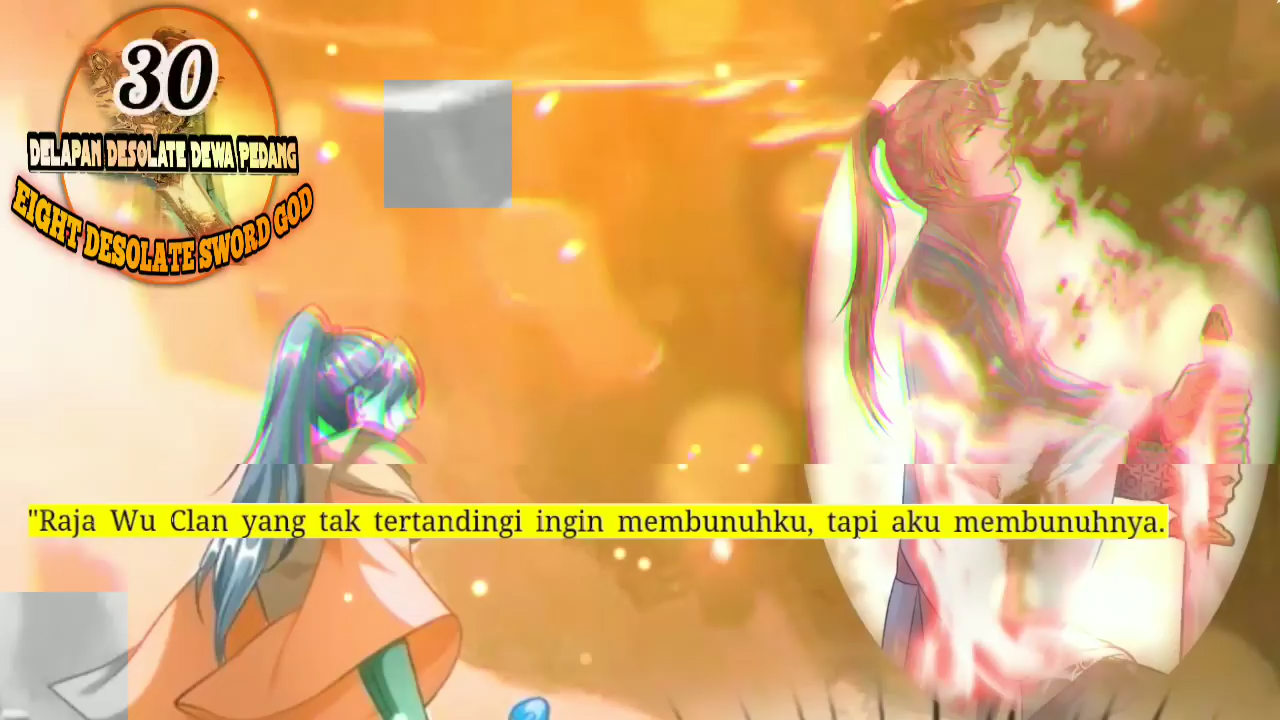 30
DELAPAN DESOLATE DEWA PEDANG
EIGHT DESOLATE SWORD GOD
"Raja Wu Clan yang tak tertandingi ingin membunuhku, tapi aku membunuhnya.